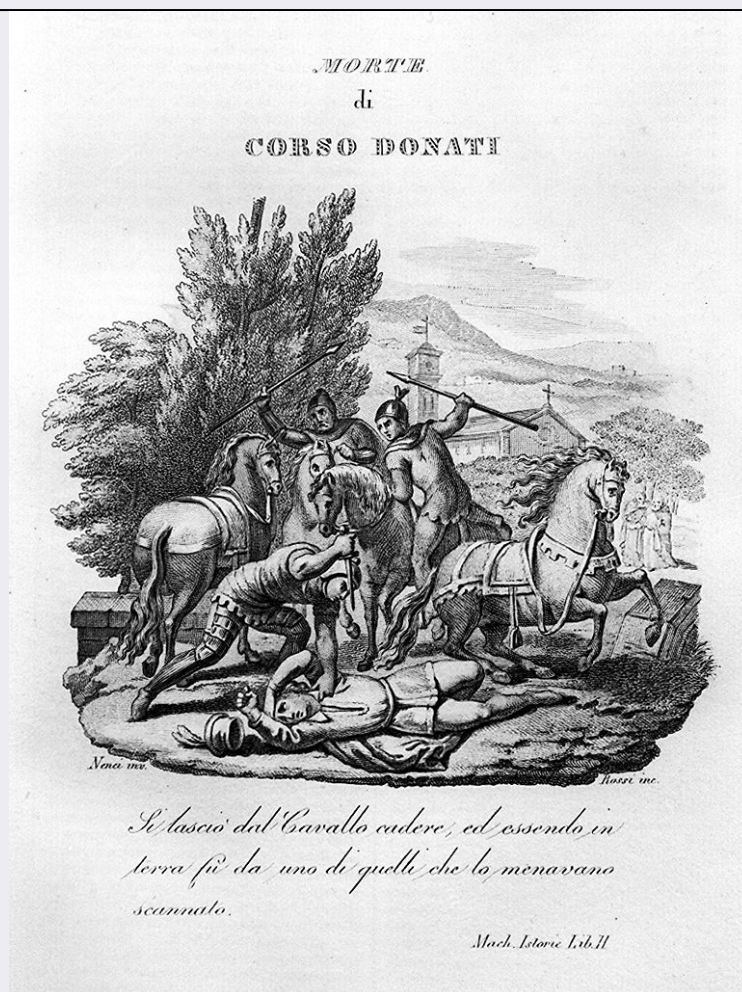 MORTE
di
CORSO DONATI
Nenci inv.
Rossi inc.
Si lasciò dal Cavallo cadere, ed essendo in
terra fù da uno di quelli che lo menavano
scannato.
Mach. Istorie Lib. II